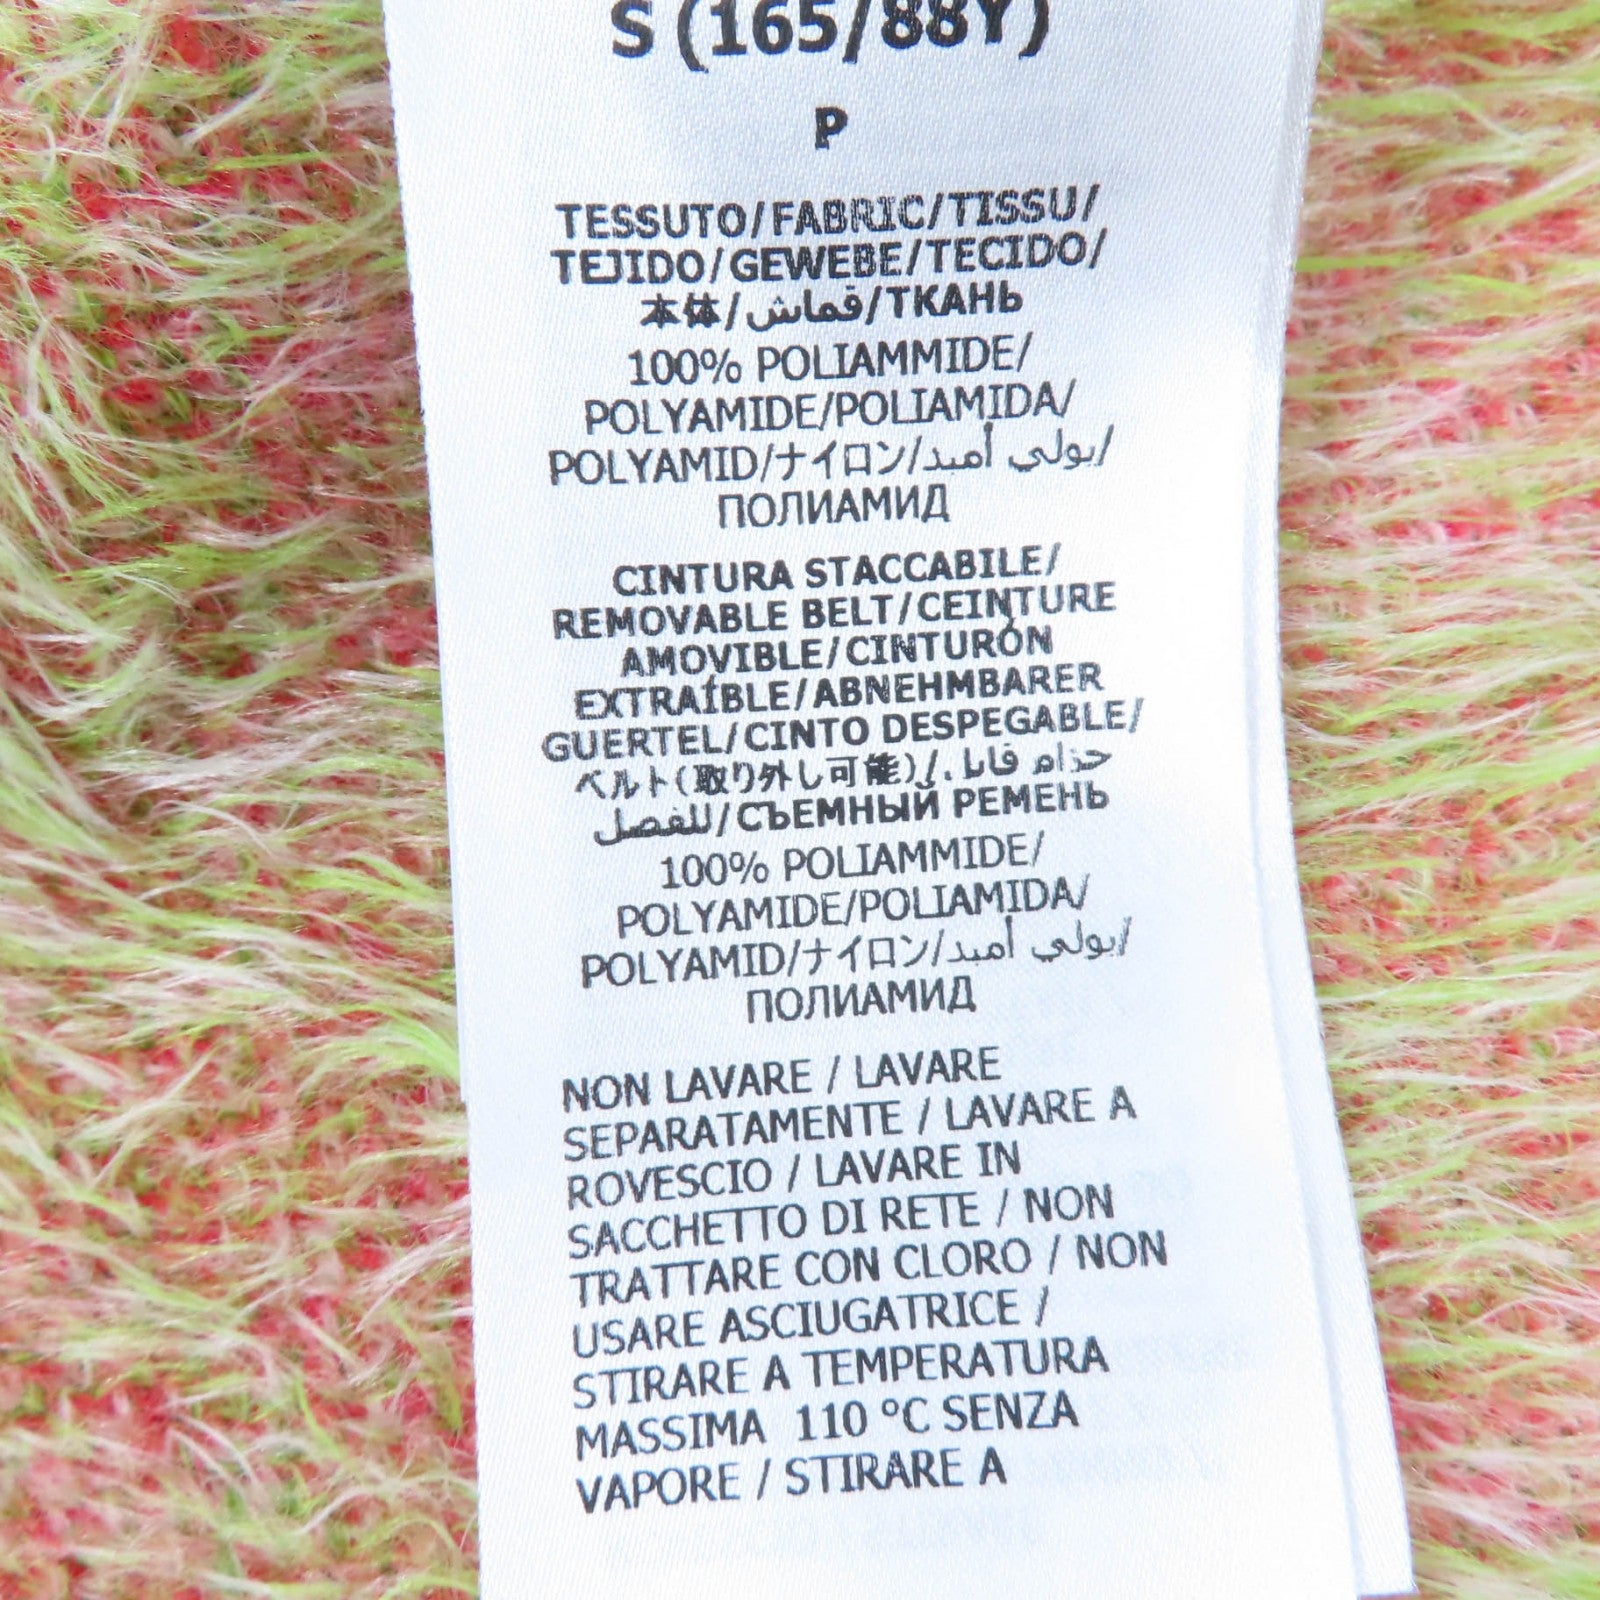 S (165/88Y)
P
TESSUTO/FABRIC/TISSU/
TEJIDO/GEWEBE/TECIDO/
本体/قماش/ТКАНЬ
100% POLIAMMIDE/
POLYAMIDE/POLIAMIDA/
POLYAMID/ナイロン/بولي أميد/
ПОЛИАМИД
CINTURA STACCABILE/
REMOVABLE BELT/CEINTURE
AMOVIBLE/CINTURÓN
EXTRAÍBLE/ABNEHMBARER
GUERTEL/CINTO DESPEGABLE/
ベルト(取り外し可能)/حزام قابل
للفصل/СЪЕМНЫЙ РЕМЕНЬ
100% POLIAMMIDE/
POLYAMIDE/POLIAMIDA/
POLYAMID/ナイロン/بولي أميد/
ПОЛИАМИД
NON LAVARE / LAVARE
SEPARATAMENTE / LAVARE A
ROVESCIO / LAVARE IN
SACCHETTO DI RETE / NON
TRATTARE CON CLORO / NON
USARE ASCIUGATRICE /
STIRARE A TEMPERATURA
MASSIMA 110 °C SENZA
VAPORE / STIRARE A